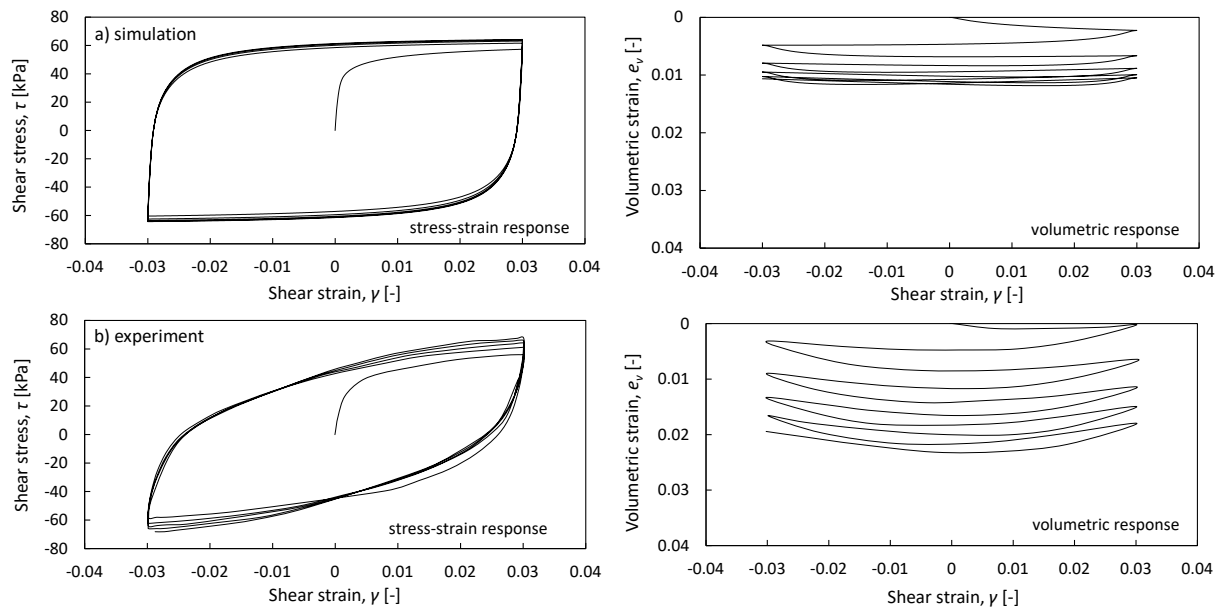 a) simulation
Shear stress, τ [kPa]
80
60
40
20
0
-20
-40
-60
-80
stress-strain response
-0.04 -0.03 -0.02 -0.01 0 0.01 0.02 0.03 0.04
Shear strain, γ [-]
Volumetric strain, eᵥ [-]
0
0.01
0.02
0.03
0.04
volumetric response
-0.04 -0.03 -0.02 -0.01 0 0.01 0.02 0.03 0.04
Shear strain, γ [-]
b) experiment
Shear stress, τ [kPa]
80
60
40
20
0
-20
-40
-60
-80
stress-strain response
-0.04 -0.03 -0.02 -0.01 0 0.01 0.02 0.03 0.04
Shear strain, γ [-]
Volumetric strain, eᵥ [-]
0
0.01
0.02
0.03
0.04
volumetric response
-0.04 -0.03 -0.02 -0.01 0 0.01 0.02 0.03 0.04
Shear strain, γ [-]